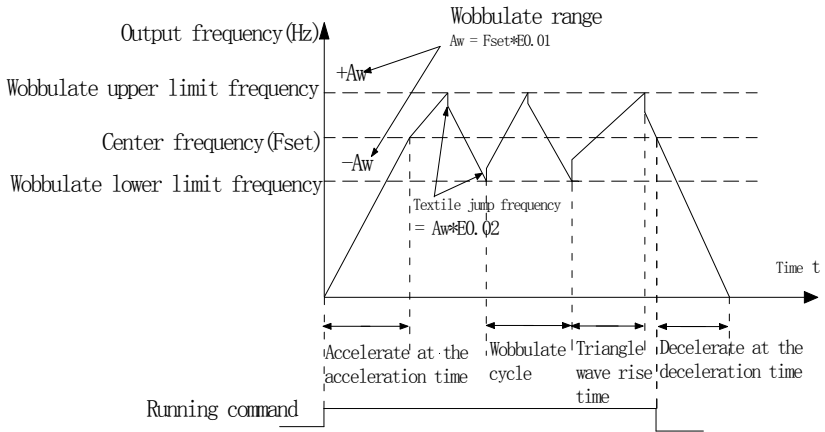 Wobbulate range
Output frequency(Hz)
Aw = Fset*E0.01
+Aw
Wobbulate upper limit frequency
Center frequency(Fset)
-Aw
Wobbulate lower limit frequency
Textile jump frequency
= Aw*E0.02
Time t
Accelerate at the
acceleration time
Wobbulate
cycle
Triangle
wave rise
time
Decelerate at the
deceleration time
Running command